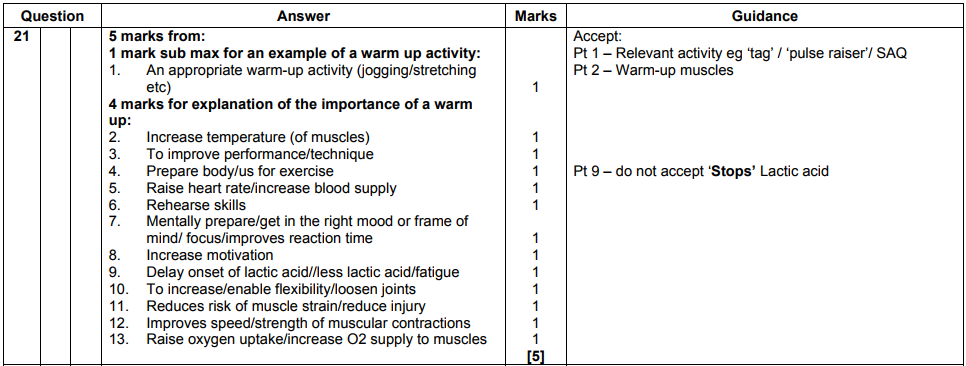 Question Answer Marks Guidance
21 5 marks from: Accept:
1 mark sub max for an example of a warm up activity: Pt 1 – Relevant activity eg ‘tag’ / ‘pulse raiser’/ SAQ
1. An appropriate warm-up activity (jogging/stretching Pt 2 – Warm-up muscles
etc) 1
4 marks for explanation of the importance of a warm
up:
2. Increase temperature (of muscles) 1
3. To improve performance/technique 1
4. Prepare body/us for exercise 1 Pt 9 – do not accept ‘Stops’ Lactic acid
5. Raise heart rate/increase blood supply 1
6. Rehearse skills 1
7. Mentally prepare/get in the right mood or frame of
mind/ focus/improves reaction time 1
8. Increase motivation 1
9. Delay onset of lactic acid//less lactic acid/fatigue 1
10. To increase/enable flexibility/loosen joints 1
11. Reduces risk of muscle strain/reduce injury 1
12. Improves speed/strength of muscular contractions 1
13. Raise oxygen uptake/increase O2 supply to muscles 1
[5]